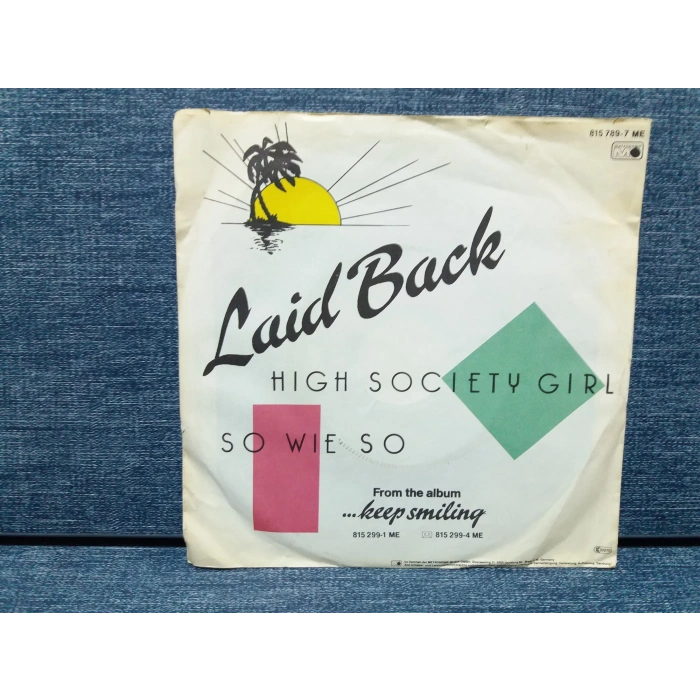 815 789-7 ME
Laid Back
HIGH SOCIETY GIRL
SO WIE SO
From the album
...keep smiling
815 299-1 ME 815 299-4 ME